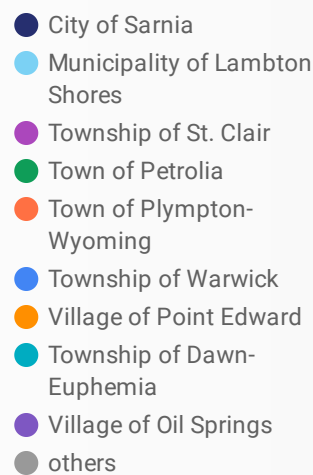 City of Sarnia
Municipality of Lambton
Shores
Township of St. Clair
Town of Petrolia
Town of Plympton-
Wyoming
Township of Warwick
Village of Point Edward
Township of Dawn-
Euphemia
Village of Oil Springs
others